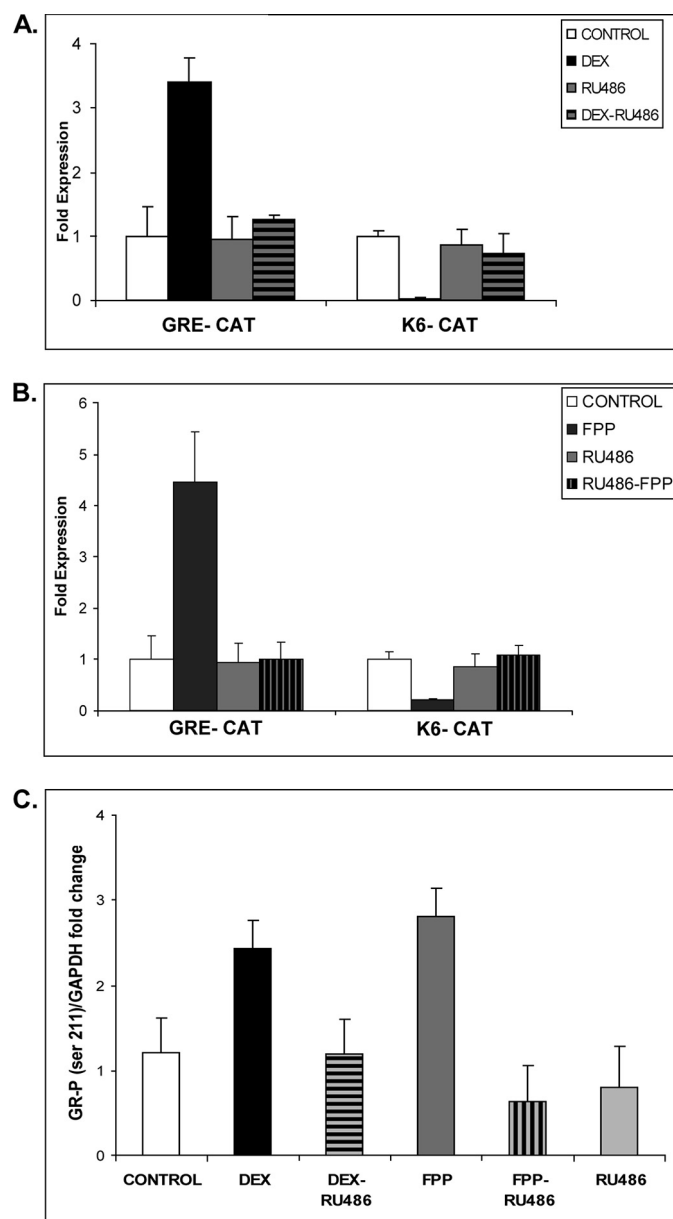 A.
CONTROL
DEX
RU486
DEX-RU486
Fold Expression
4
3
2
1
0
GRE- CAT K6- CAT
B.
CONTROL
FPP
RU486
RU486-FPP
Fold Expression
6
5
4
3
2
1
0
GRE- CAT K6- CAT
C.
GR-P (ser 211)/GAPDH fold change
4
3
2
1
0
CONTROL DEX DEX- FPP FPP- RU486
RU486 RU486